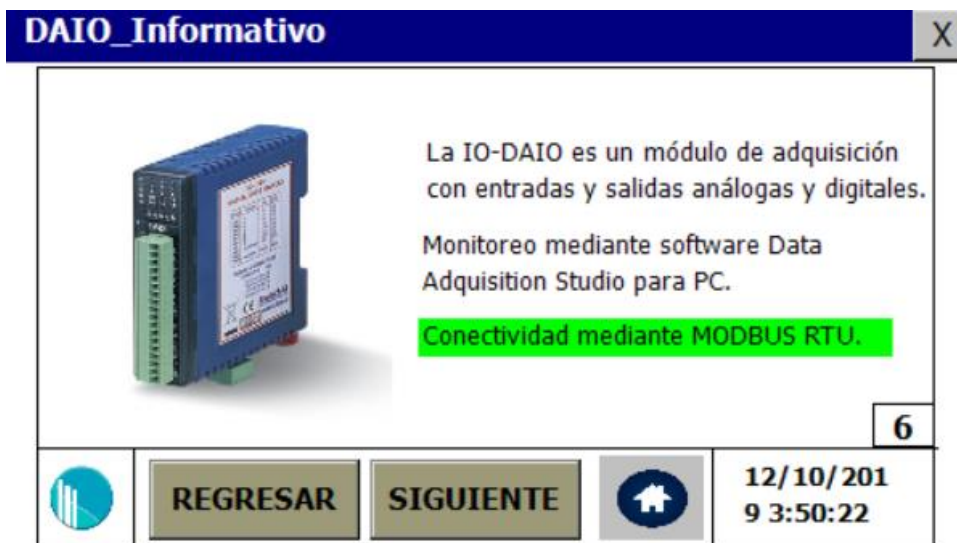 DAIO_Informativo
X
La IO-DAIO es un módulo de adquisición
con entradas y salidas análogas y digitales.
Monitoreo mediante software Data
Adquisition Studio para PC.
Conectividad mediante MODBUS RTU.
6
REGRESAR
SIGUIENTE
12/10/201
9 3:50:22